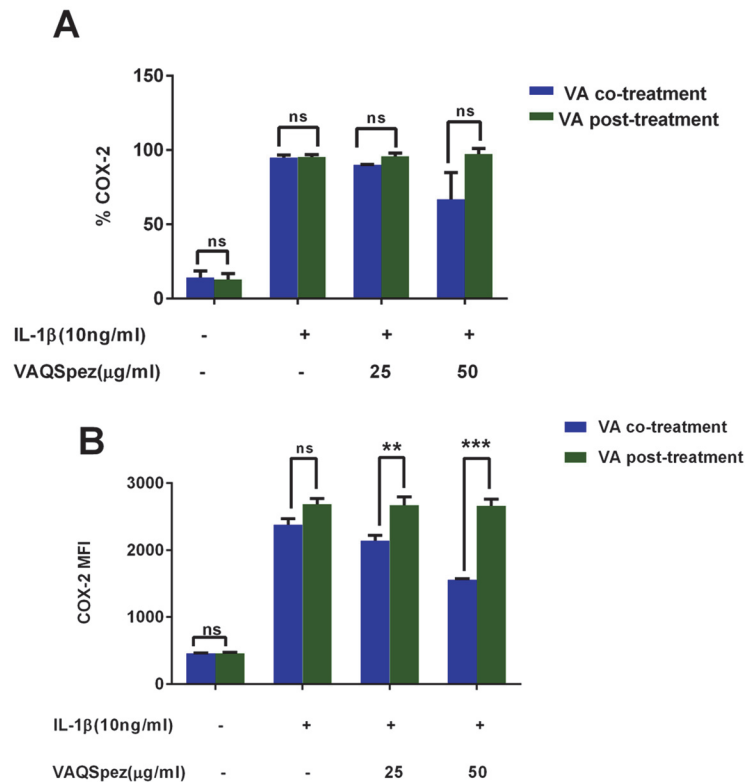 A
150
100
50
0
% COX-2
ns
ns
ns
ns
VA co-treatment
VA post-treatment
IL-1β(10ng/ml) - + + +
VAQSpez(µg/ml) - - 25 50
B
3000
2000
1000
0
COX-2 MFI
ns
ns
**
***
VA co-treatment
VA post-treatment
IL-1β(10ng/ml) - + + +
VAQSpez(µg/ml) - - 25 50